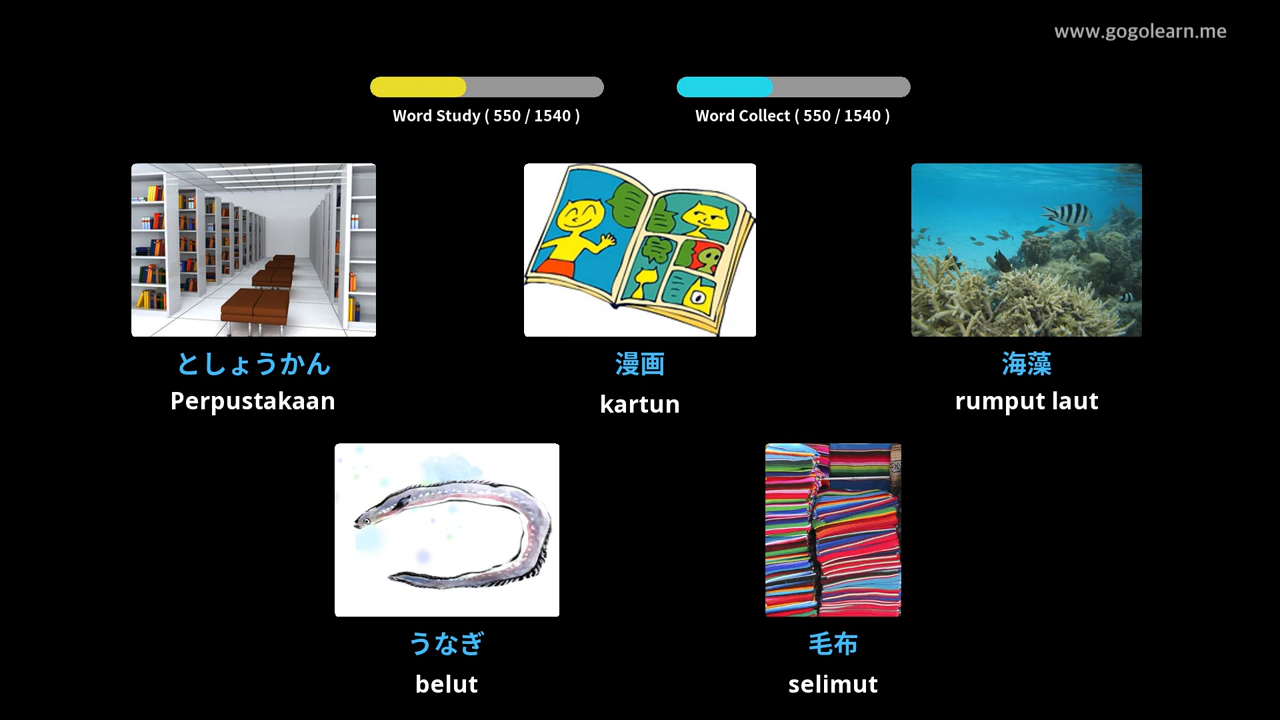 www.gogolearn.me
Word Study ( 550 / 1540 )
Word Collect ( 550 / 1540 )
としょうかん
Perpustakaan
漫画
kartun
海藻
rumput laut
うなぎ
belut
毛布
selimut